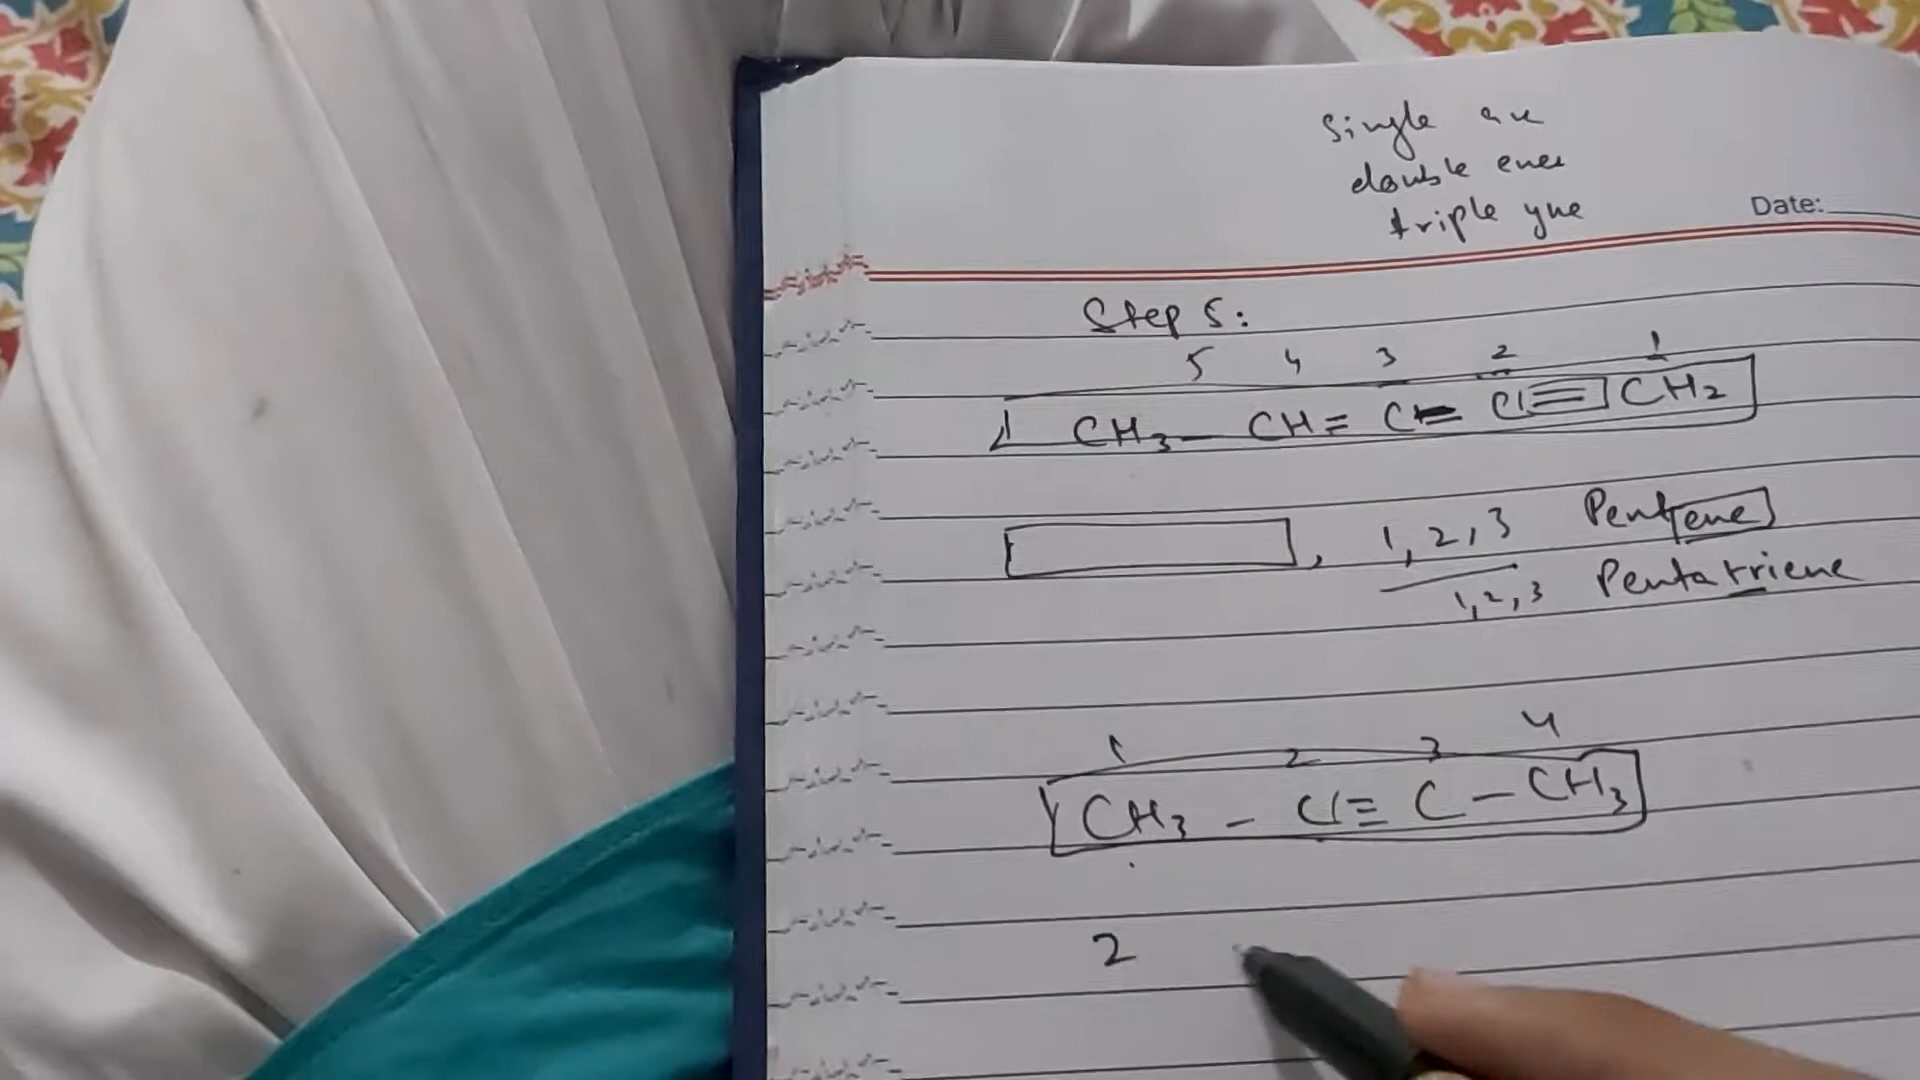 Single ane
double enes
triple yne
Date:
Step 5:
5 4 3 2 1
CH3 - CH = C = C ≡ CH2
, 1, 2, 3 Pentene
1, 2, 3 Pentatriene
1 2 3 4
CH3 - C ≡ C - CH3
2